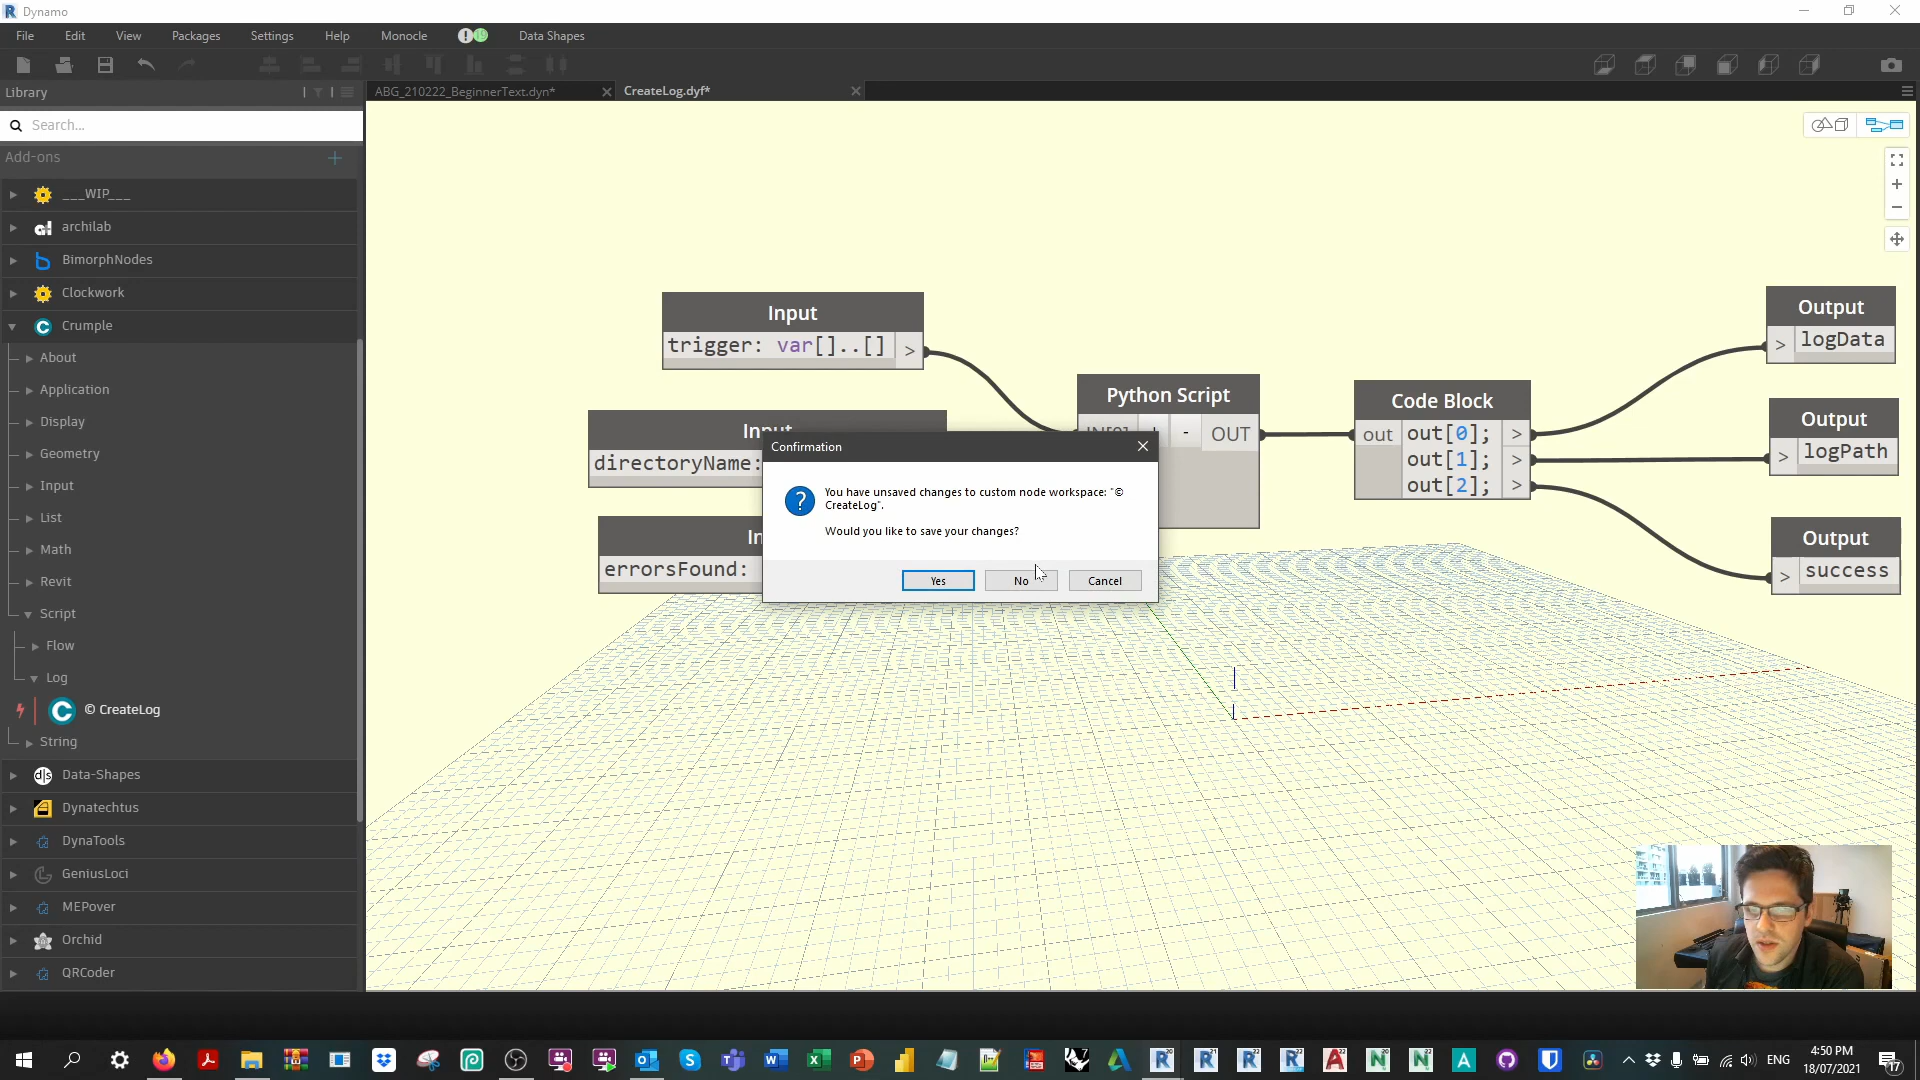 Dynamo
File Edit View Packages Settings Help Monocle Data Shapes
Library
ABG_210222_BeginnerText.dyn*
CreateLog.dyf*
Search...
Add-ons
___WIP___
archilab
BimorphNodes
Clockwork
Crumple
About
Application
Display
Geometry
Input
List
Math
Revit
Script
Flow
Log
© CreateLog
String
Data-Shapes
Dynatechtus
DynaTools
GeniusLoci
MEPover
Orchid
QRCoder
Input
trigger: var[]..[] >
Input
directoryName:
errorsFound:
Python Script
IN[0] + - OUT
Code Block
out out[0]; >
out[1]; >
out[2]; >
Output
> logData
Output
> logPath
Output
> success
Confirmation
You have unsaved changes to custom node workspace: "©
CreateLog".
Would you like to save your changes?
Yes No Cancel
ENG
4:50 PM
18/07/2021
17